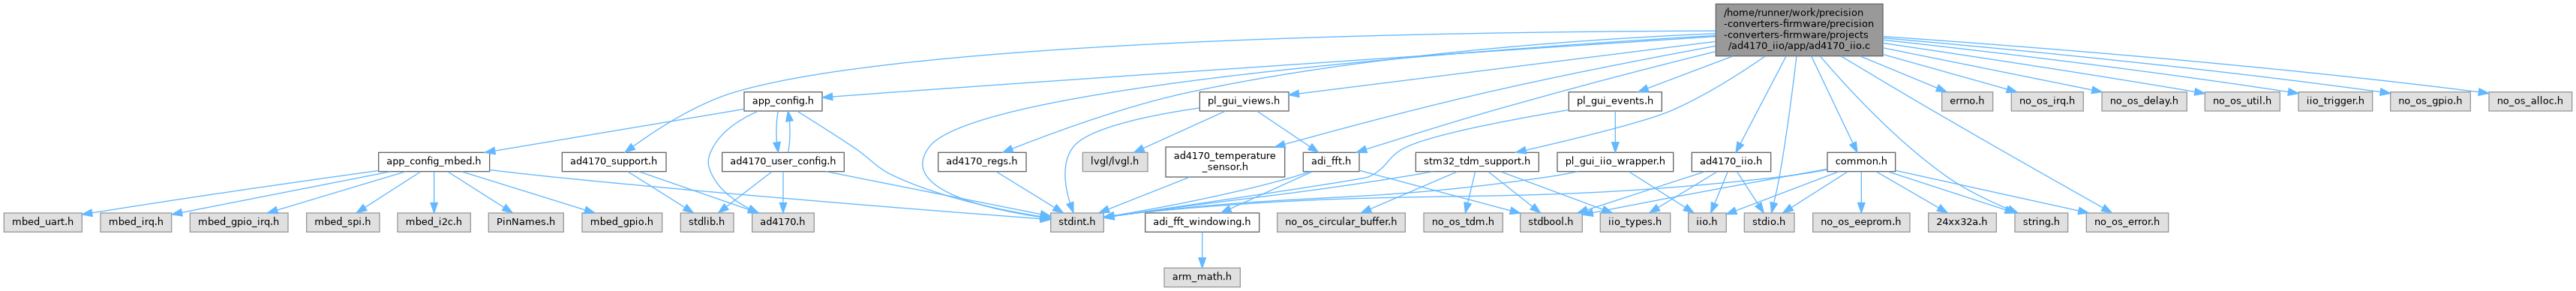 /home/runner/work/precision
-converters-firmware/precision
-converters-firmware/projects
/ad4170_iio/app/ad4170_iio.c
app_config.h
pl_gui_views.h
pl_gui_events.h
errno.h
no_os_irq.h
no_os_delay.h
no_os_util.h
iio_trigger.h
no_os_gpio.h
no_os_alloc.h
app_config_mbed.h
ad4170_support.h
ad4170_user_config.h
ad4170_regs.h
lvgl/lvgl.h
ad4170_temperature
_sensor.h
adi_fft.h
stm32_tdm_support.h
pl_gui_iio_wrapper.h
ad4170_iio.h
common.h
mbed_uart.h
mbed_irq.h
mbed_gpio_irq.h
mbed_spi.h
mbed_i2c.h
PinNames.h
mbed_gpio.h
stdlib.h
ad4170.h
stdint.h
adi_fft_windowing.h
no_os_circular_buffer.h
no_os_tdm.h
stdbool.h
iio_types.h
iio.h
stdio.h
no_os_eeprom.h
24xx32a.h
string.h
no_os_error.h
arm_math.h